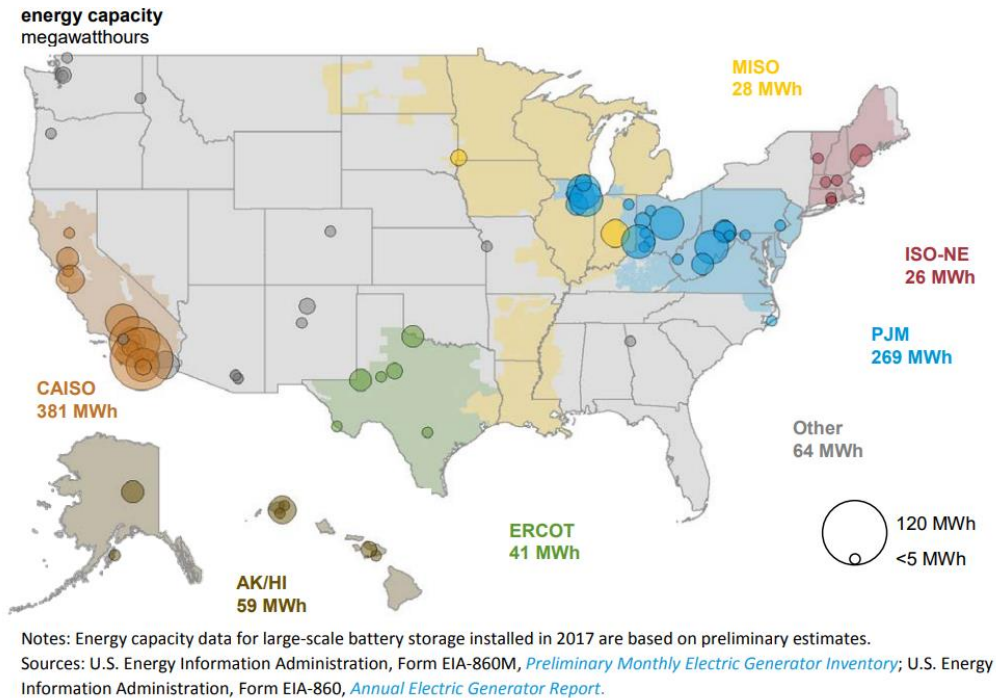 energy capacity
megawatthours
MISO
28 MWh
ISO-NE
26 MWh
PJM
269 MWh
CAISO
381 MWh
Other
64 MWh
ERCOT
41 MWh
120 MWh
<5 MWh
AK/HI
59 MWh
Notes: Energy capacity data for large-scale battery storage installed in 2017 are based on preliminary estimates.
Sources: U.S. Energy Information Administration, Form EIA-860M, Preliminary Monthly Electric Generator Inventory; U.S. Energy
Information Administration, Form EIA-860, Annual Electric Generator Report.